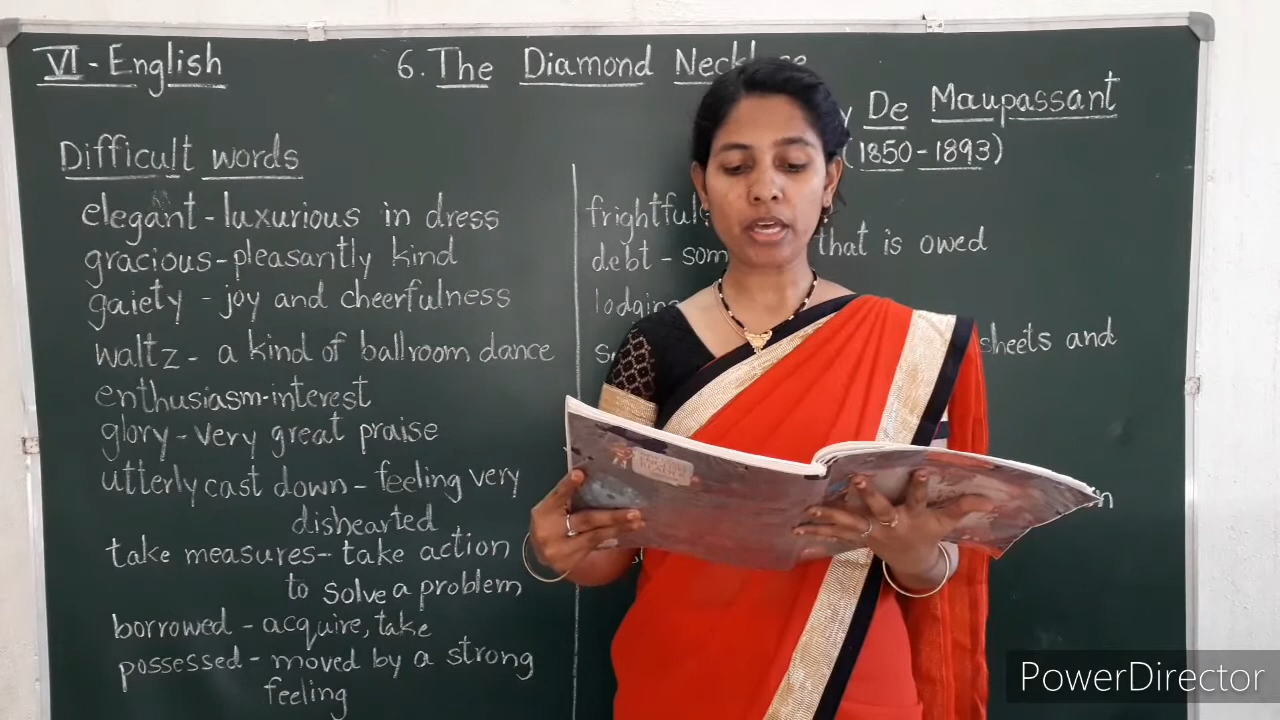 VI - English
6. The Diamond Necklace
De Maupassant
(1850-1893)
Difficult words
elegant - luxurious in dress
gracious - pleasantly kind
gaiety - joy and cheerfulness
waltz - a kind of ballroom dance
enthusiasm - interest
glory - very great praise
utterly cast down - feeling very
dishearted
take measures - take action
to solve a problem
borrowed - acquire, take
possessed - moved by a strong
feeling
frightful
debt - that is owed
sheets and
PowerDirector